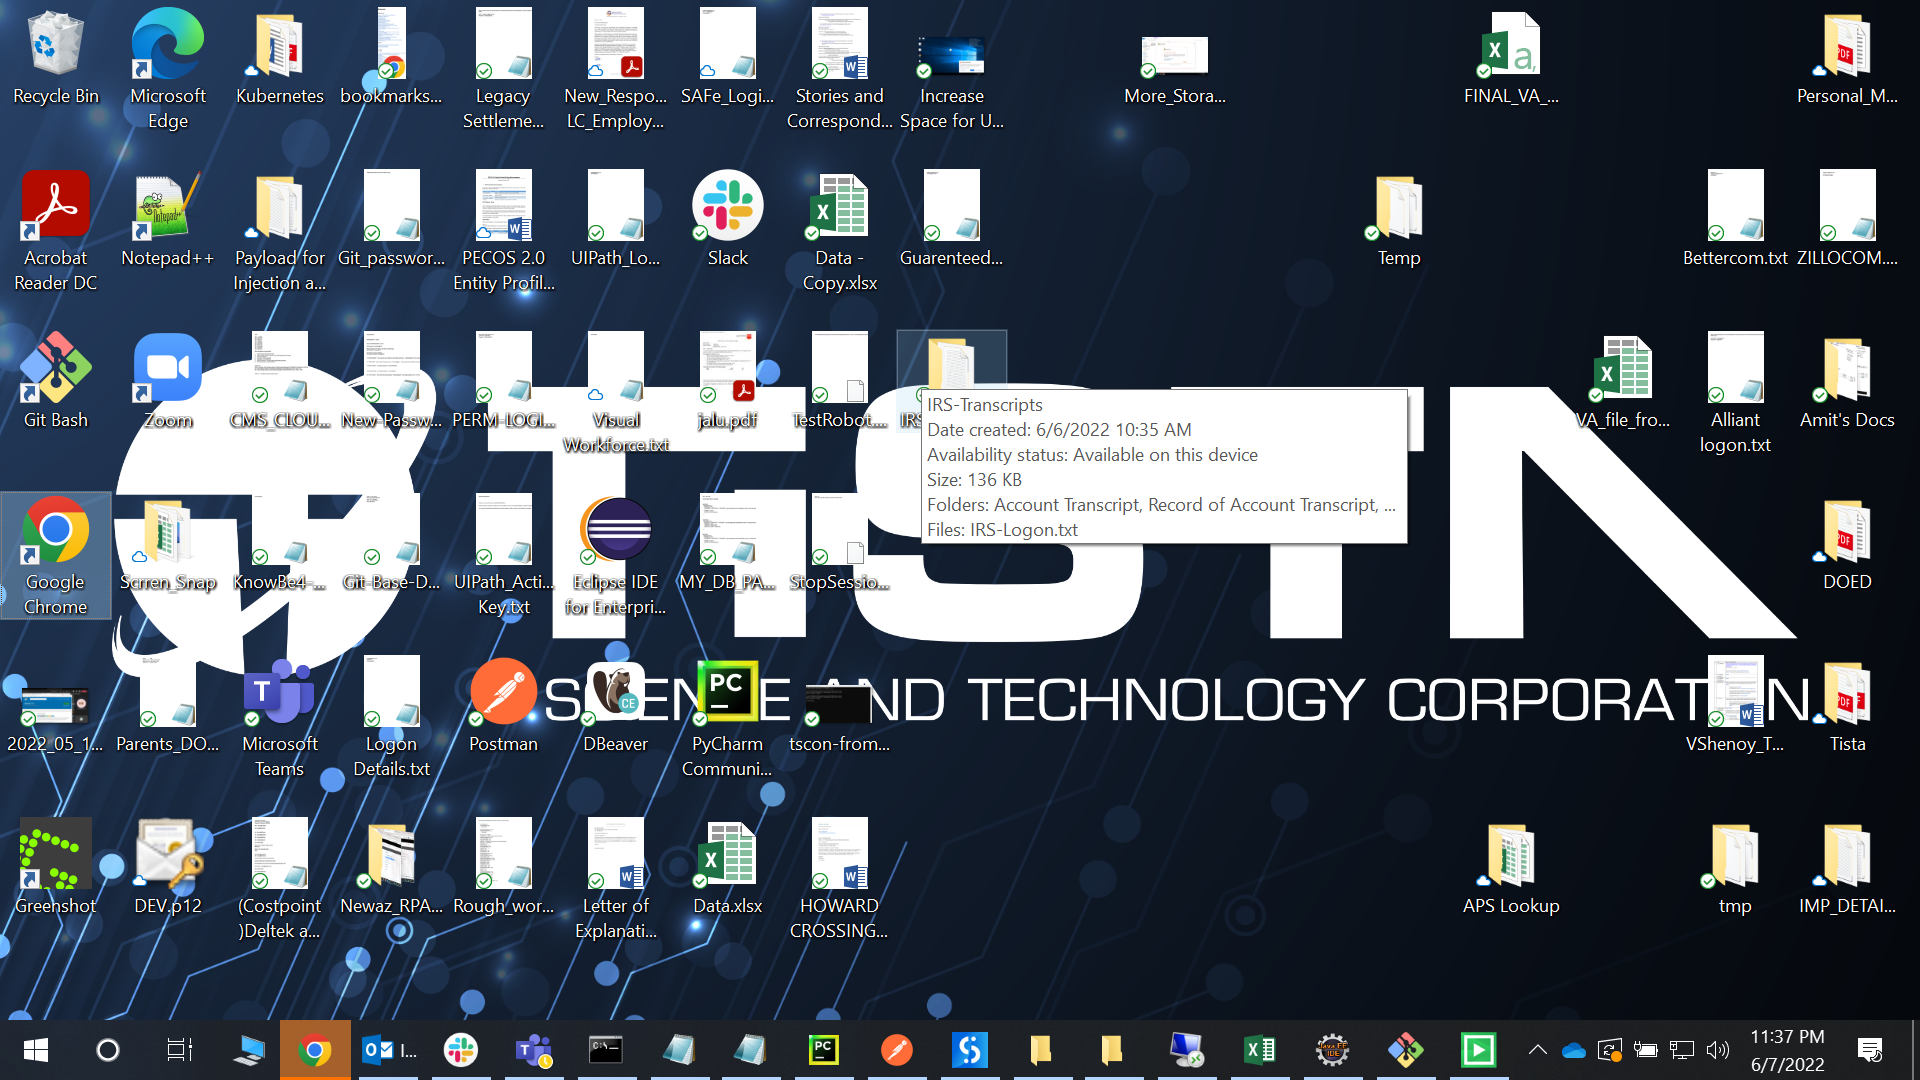 Recycle Bin
Microsoft
Edge
Kubernetes
bookmarks...
Legacy
Settleme...
New_Respo...
LC_Employ...
SAFe_Logi...
Stories and
Correspond...
Increase
Space for U...
More_Stora...
FINAL_VA_...
Personal_M...
Acrobat
Reader DC
Notepad++
Payload for
Injection a...
Git_passwor...
PECOS 2.0
Entity Profil...
UIPath_Lo...
Slack
Data -
Copy.xlsx
Guarenteed...
Temp
Bettercom.txt
ZILLOCOM....
Git Bash
Zoom
CMS_CLOU...
New-Passw...
PERM-LOGI...
Visual
Workforce.txt
jalu.pdf
TestRobot...
IRS-Transcripts
Date created: 6/6/2022 10:35 AM
Availability status: Available on this device
Size: 136 KB
Folders: Account Transcript, Record of Account Transcript, ...
Files: IRS-Logon.txt
VA_file_fro...
Alliant
logon.txt
Amit's Docs
Google
Chrome
Scrren_Snap
KnowBe4-...
Git-Base-D...
UIPath_Acti...
Key.txt
Eclipse IDE
for Enterpri...
MY_DB_PA...
StopSessio...
DOED
2022_05_1...
Parents_DO...
Microsoft
Teams
Logon
Details.txt
Postman
DBeaver
PyCharm
Communi...
tscon-from...
SCIENCE AND TECHNOLOGY CORPORATION
VShenoy_T...
Tista
Greenshot
DEV.p12
(Costpoint
)Deltek a...
Newaz_RPA...
Rough_wor...
Letter of
Explanati...
Data.xlsx
HOWARD
CROSSING...
APS Lookup
tmp
IMP_DETAI...
I...
11:37 PM
6/7/2022